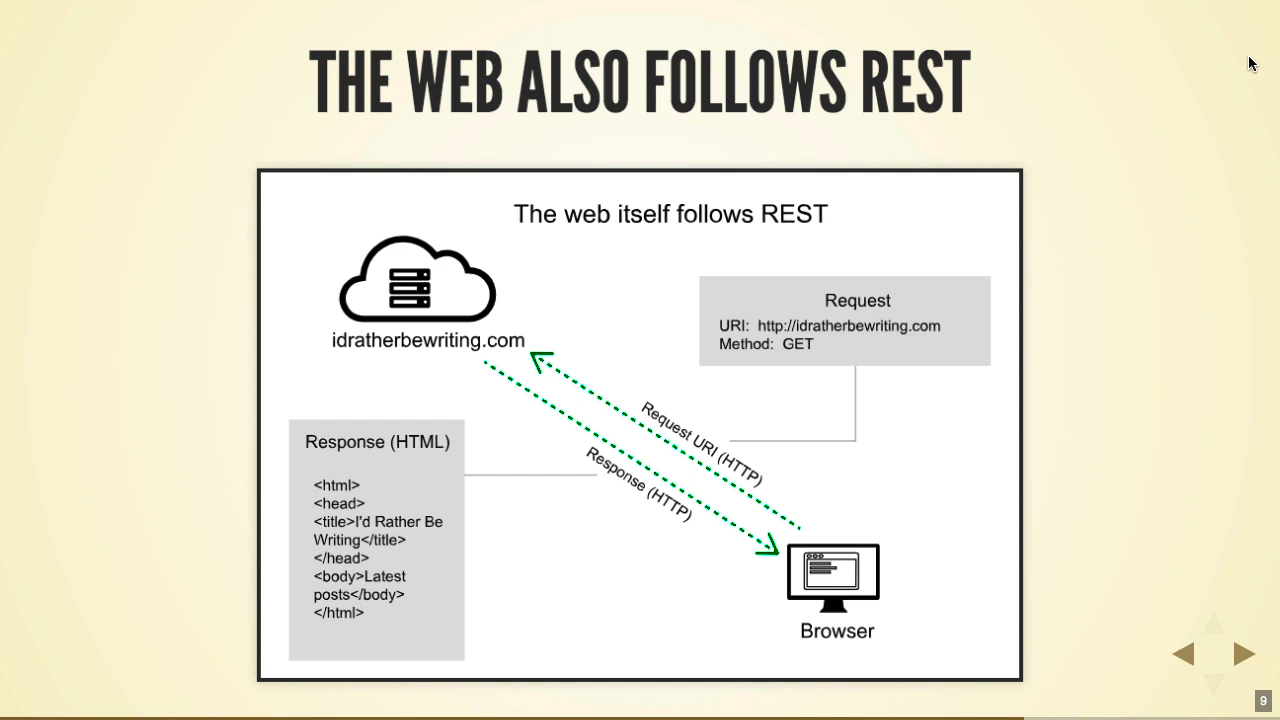 THE WEB ALSO FOLLOWS REST
The web itself follows REST
idratherbewriting.com
Request
URI:  http://idratherbewriting.com
Method:  GET
Request URI (HTTP)
Response (HTTP)
Response (HTML)
<html>
<head>
<title>I'd Rather Be
Writing</title>
</head>
<body>Latest
posts</body>
</html>
Browser
9